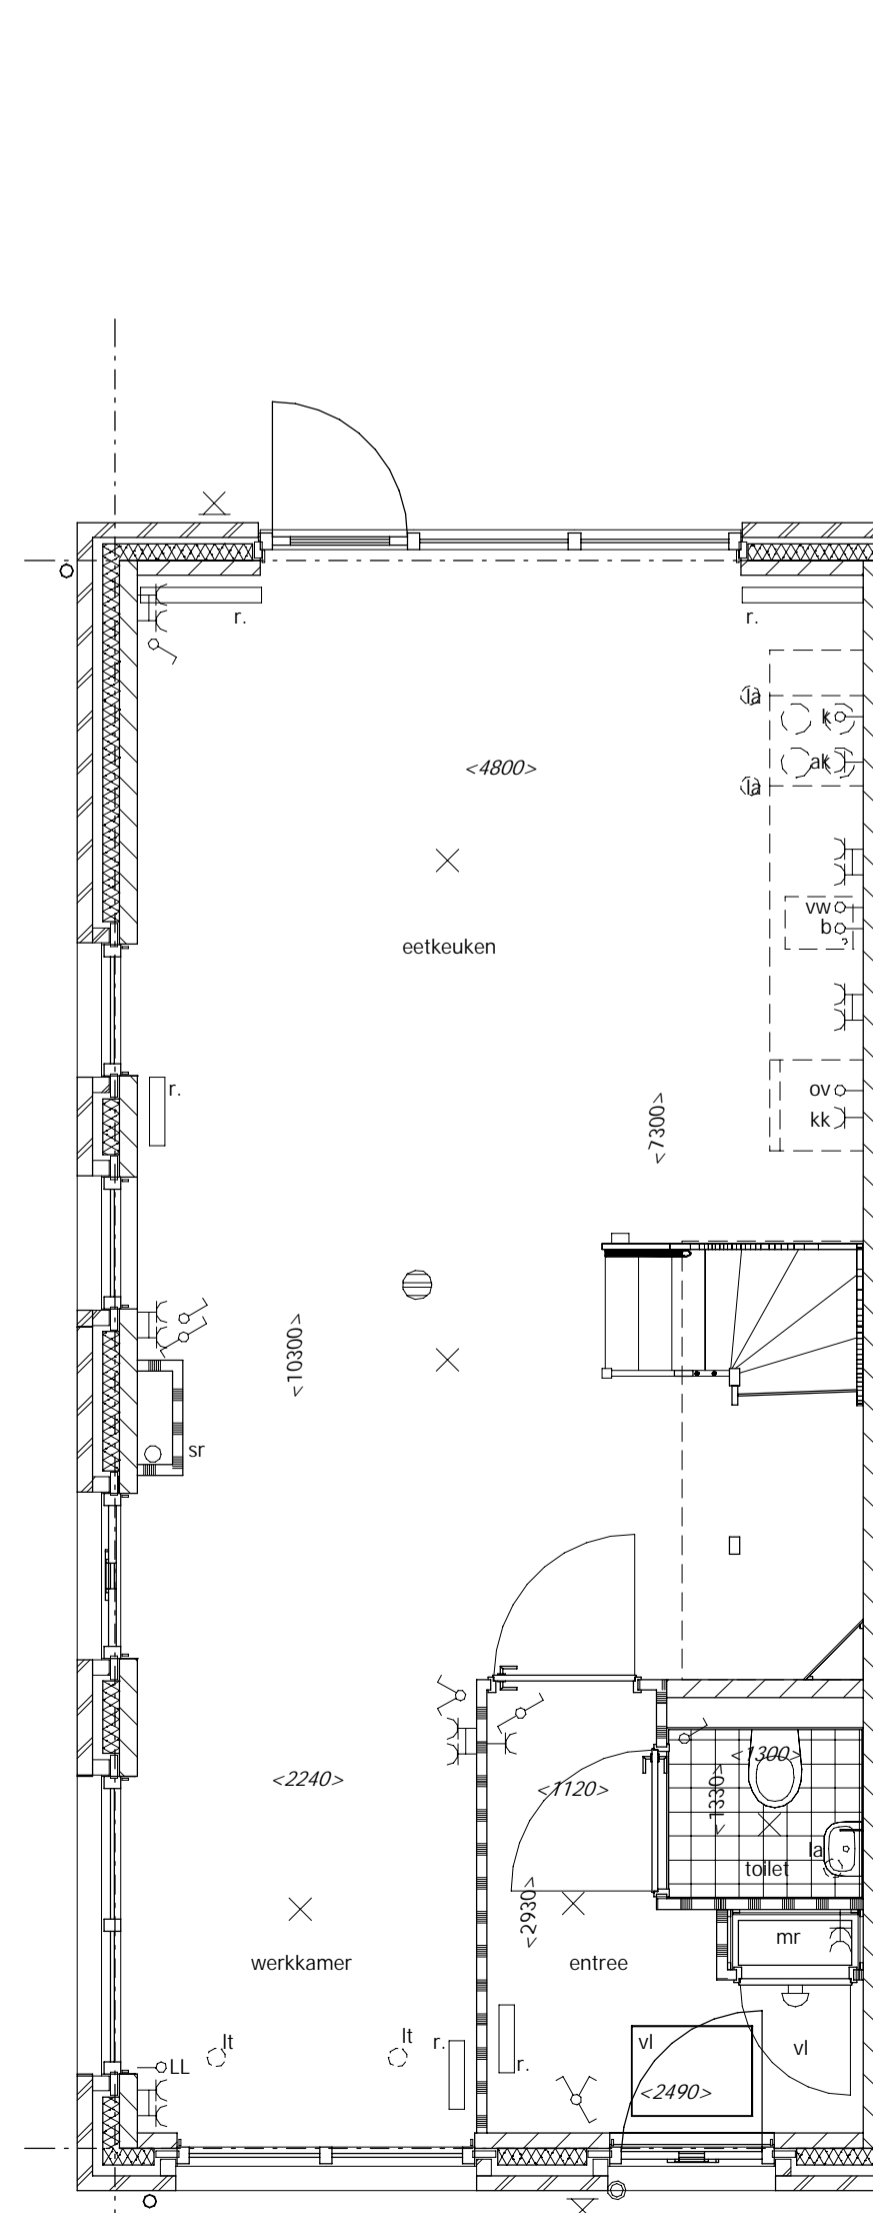 r. r.
la
k
<4800>
ak
la
vw
b
eetkeuken
r.
ov
<7300>
kk
<10300>
sr
<1300>
<2240>
<1120>
<1330>
la
toilet
<2930>
mr
werkkamer
entree
lt
lt
r.
vl
vl
LL
r.
<2490>